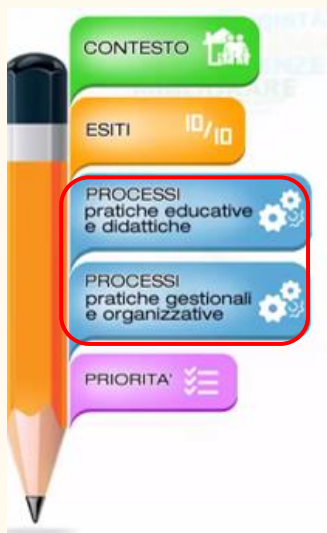 CONTESTO
ESITI 10/10
PROCESSI
pratiche educative
e didattiche
PROCESSI
pratiche gestionali
e organizzative
PRIORITA'